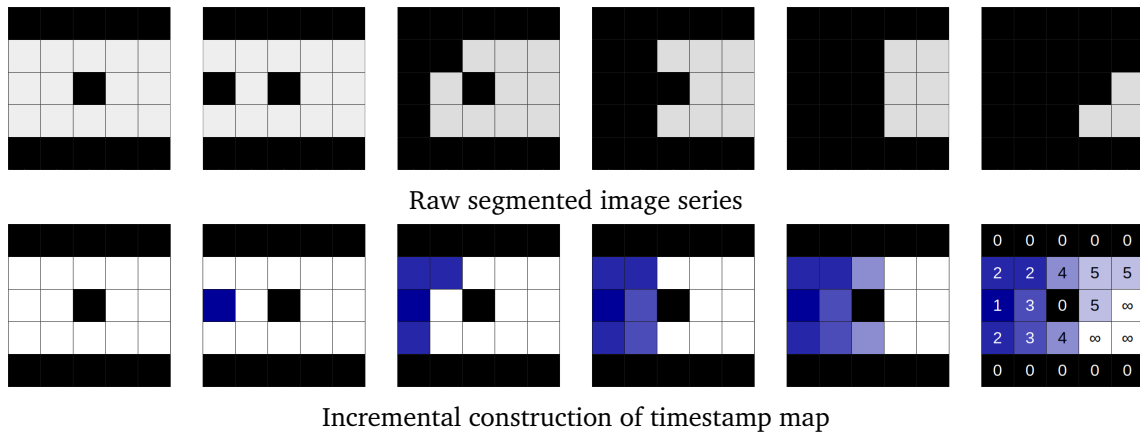 Raw segmented image series
0 0 0 0 0
2 2 4 5 5
1 3 0 5 ∞
2 3 4 ∞ ∞
0 0 0 0 0
Incremental construction of timestamp map